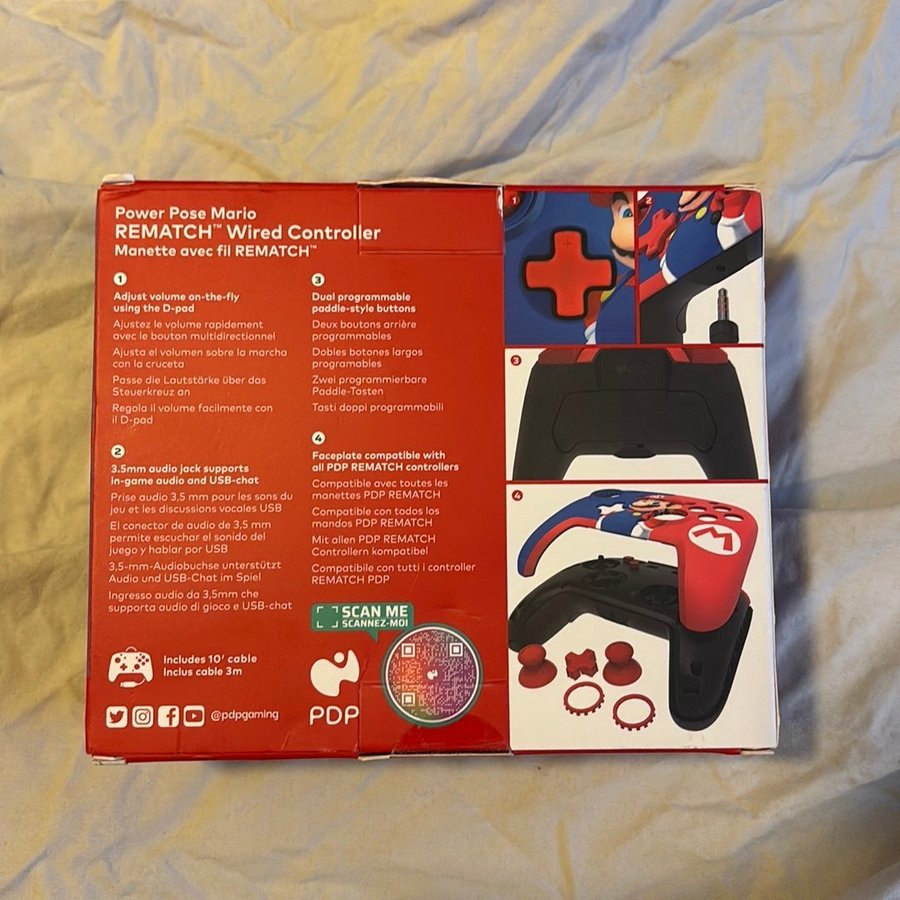 Power Pose Mario
REMATCH™ Wired Controller
Manette avec fil REMATCH™
1
Adjust volume on-the-fly
using the D-pad
Ajustez le volume rapidement
avec le bouton multidirectionnel
Ajusta el volumen sobre la marcha
con la cruceta
Passe die Lautstärke über das
Steuerkreuz an
Regola il volume facilmente con
il D-pad
2
3.5mm audio jack supports
in-game audio and USB-chat
Prise audio 3,5 mm pour les sons du
jeu et les discussions vocales USB
El conector de audio de 3,5 mm
permite escuchar el sonido del
juego y hablar por USB
3,5-mm-Audiobuchse unterstützt
Audio und USB-Chat im Spiel
Ingresso audio da 3,5mm che
supporta audio di gioco e USB-chat
3
Dual programmable
paddle-style buttons
Deux boutons arrière
programmables
Dobles botones largos
programables
Zwei programmierbare
Paddle-Tasten
Tasti doppi programmabili
4
Faceplate compatible with
all PDP REMATCH controllers
Compatible avec toutes les
manettes PDP REMATCH
Compatible con todos los
mandos PDP REMATCH
Mit allen PDP REMATCH
Controllern kompatibel
Compatibile con tutti i controller
REMATCH PDP
SCAN ME
SCANNEZ-MOI
Includes 10' cable
Inclus cable 3m
@pdpgaming
PDP
1
2
3
PDP
4
M